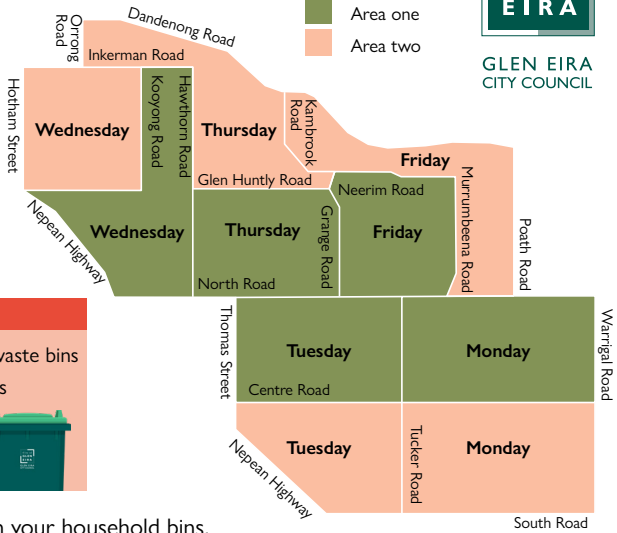 Area one
Area two
EIRA
GLEN EIRA
CITY COUNCIL
Orrong
Road
Dandenong Road
Inkerman Road
Hotham Street
Wednesday
Kooyong Road
Hawthorn Road
Thursday
Kambrook
Road
Friday
Glen Huntly Road
Neerim Road
Murrumbeena Road
Poath Road
Nepean Highway
Wednesday
Thursday
Grange Road
Friday
North Road
Thomas Street
Tuesday
Monday
Warrigal Road
Centre Road
Tuesday
Tucker Road
Monday
Nepean Highway
South Road
waste bins
s
n your household bins.